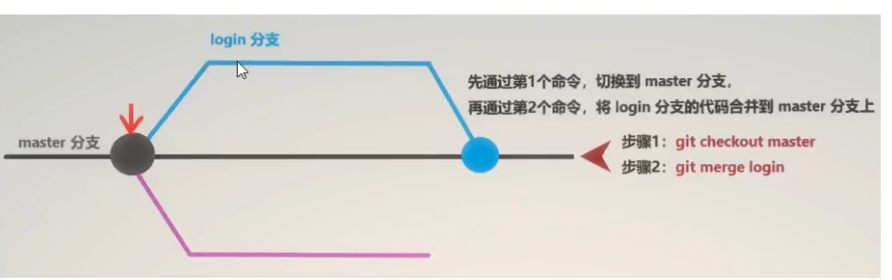 login 分支
先通过第1个命令，切换到 master 分支，
再通过第2个命令，将 login 分支的代码合并到 master 分支上
master 分支
步骤1：git checkout master
步骤2：git merge login